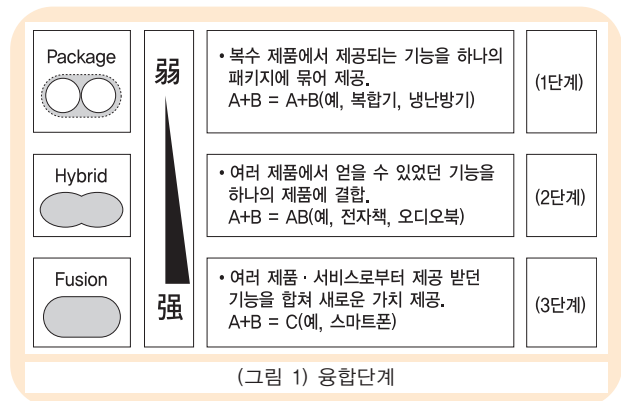 Package
弱
• 복수 제품에서 제공되는 기능을 하나의
패키지에 묶어 제공.
A+B = A+B(예, 복합기, 냉난방기)
(1단계)
Hybrid
• 여러 제품에서 얻을 수 있었던 기능을
하나의 제품에 결합.
A+B = AB(예, 전자책, 오디오북)
(2단계)
Fusion
强
• 여러 제품·서비스로부터 제공 받던
기능을 합쳐 새로운 가치 제공.
A+B = C(예, 스마트폰)
(3단계)
(그림 1) 융합단계